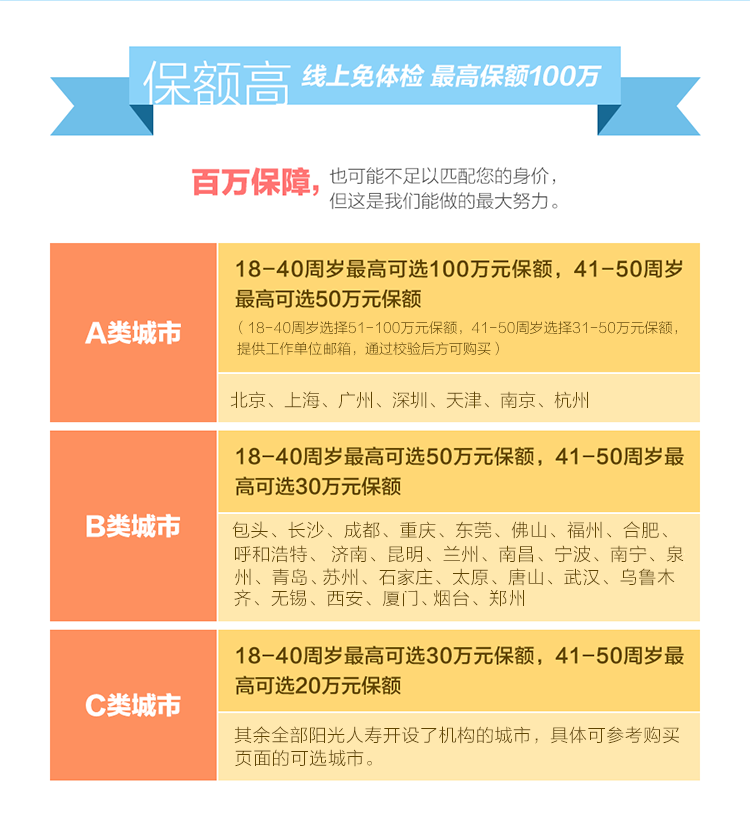 保额高 线上免体检 最高保额100万
百万保障，也可能不足以匹配您的身价，
但这是我们能做的最大努力。
A类城市
18-40周岁最高可选100万元保额，41-50周岁
最高可选50万元保额
（18-40周岁选择51-100万元保额，41-50周岁选择31-50万元保额，
提供工作单位邮箱，通过校验后方可购买）
北京、上海、广州、深圳、天津、南京、杭州
B类城市
18-40周岁最高可选50万元保额，41-50周岁最
高可选30万元保额
包头、长沙、成都、重庆、东莞、佛山、福州、合肥、
呼和浩特、济南、昆明、兰州、南昌、宁波、南宁、泉
州、青岛、苏州、石家庄、太原、唐山、武汉、乌鲁木
齐、无锡、西安、厦门、烟台、郑州
C类城市
18-40周岁最高可选30万元保额，41-50周岁最
高可选20万元保额
其余全部阳光人寿开设了机构的城市，具体可参考购买
页面的可选城市。